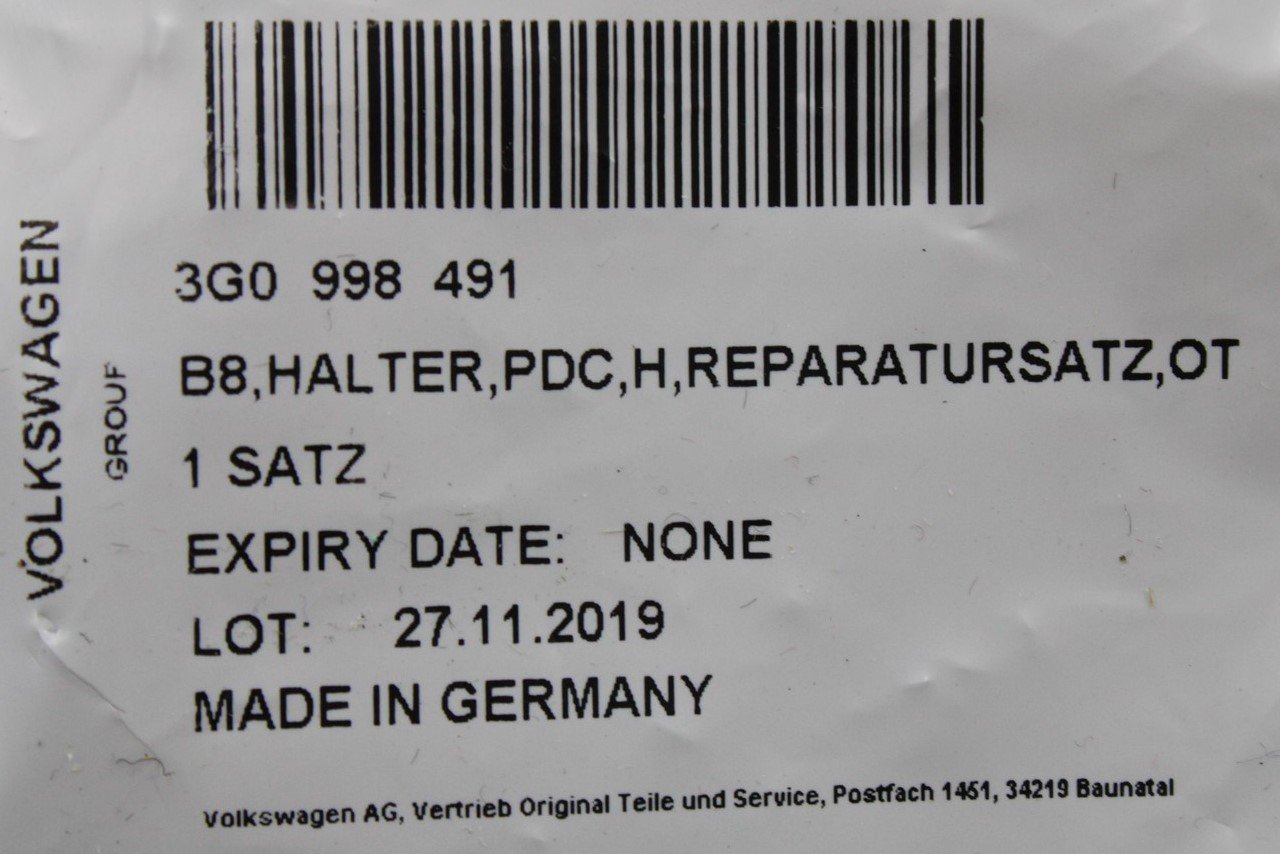 VOLKSWAGEN
GROUP
3G0 998 491
B8,HALTER,PDC,H,REPARATURSATZ,OT
1 SATZ
EXPIRY DATE: NONE
LOT: 27.11.2019
MADE IN GERMANY
Volkswagen AG, Vertrieb Original Teile und Service, Postfach 1451, 34219 Baunatal